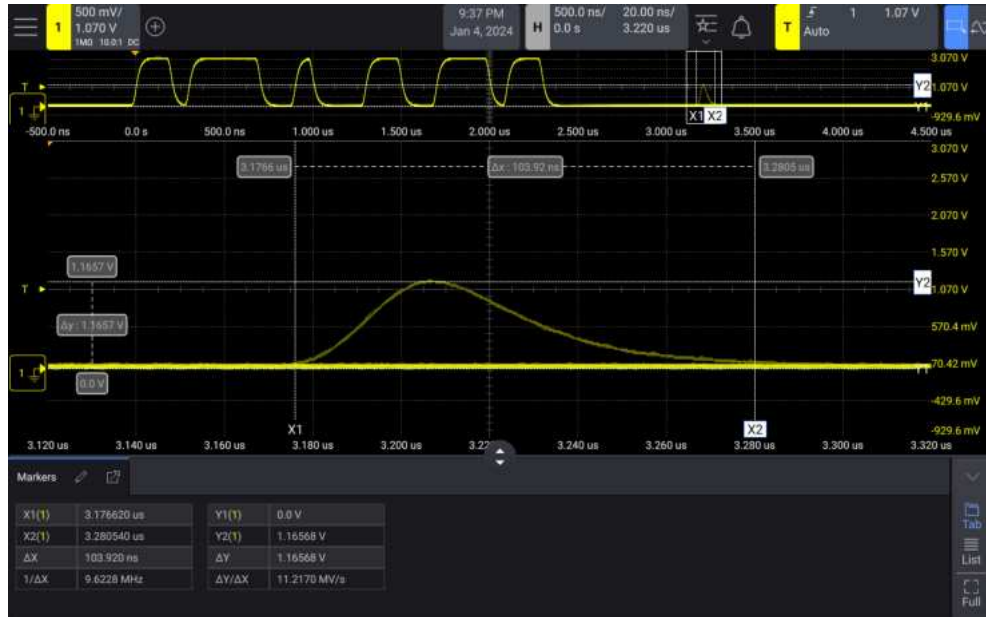 1 500 mV/
1.070 V
1MΩ 10.0:1 DC
9:37 PM
Jan 4, 2024
H 500.0 ns/ 20.00 ns/
0.0 s 3.220 us
T 1 1.07 V
Auto
3.070 V
T Y2 1.070 V
1 Y1
X1 X2 -929.6 mV
-500.0 ns 0.0 s 500.0 ns 1.000 us 1.500 us 2.000 us 2.500 us 3.000 us 3.500 us 4.000 us 4.500 us
3.070 V
3.1766 us Δx : 103.92 ns 3.2805 us
2.570 V
2.070 V
1.570 V
1.1657 V
T Y2 1.070 V
Δy : 1.1657 V 570.4 mV
1 70.42 mV
Y1
0.0 V
-429.6 mV
X1 X2 -929.6 mV
3.120 us 3.140 us 3.160 us 3.180 us 3.200 us 3.22 3.240 us 3.260 us 3.280 us 3.300 us 3.320 us
Markers
X1(1) 3.176620 us Y1(1) 0.0 V
X2(1) 3.280540 us Y2(1) 1.16568 V
ΔX 103.920 ns ΔY 1.16568 V
1/ΔX 9.6228 MHz ΔY/ΔX 11.2170 MV/s
Tab
List
Full